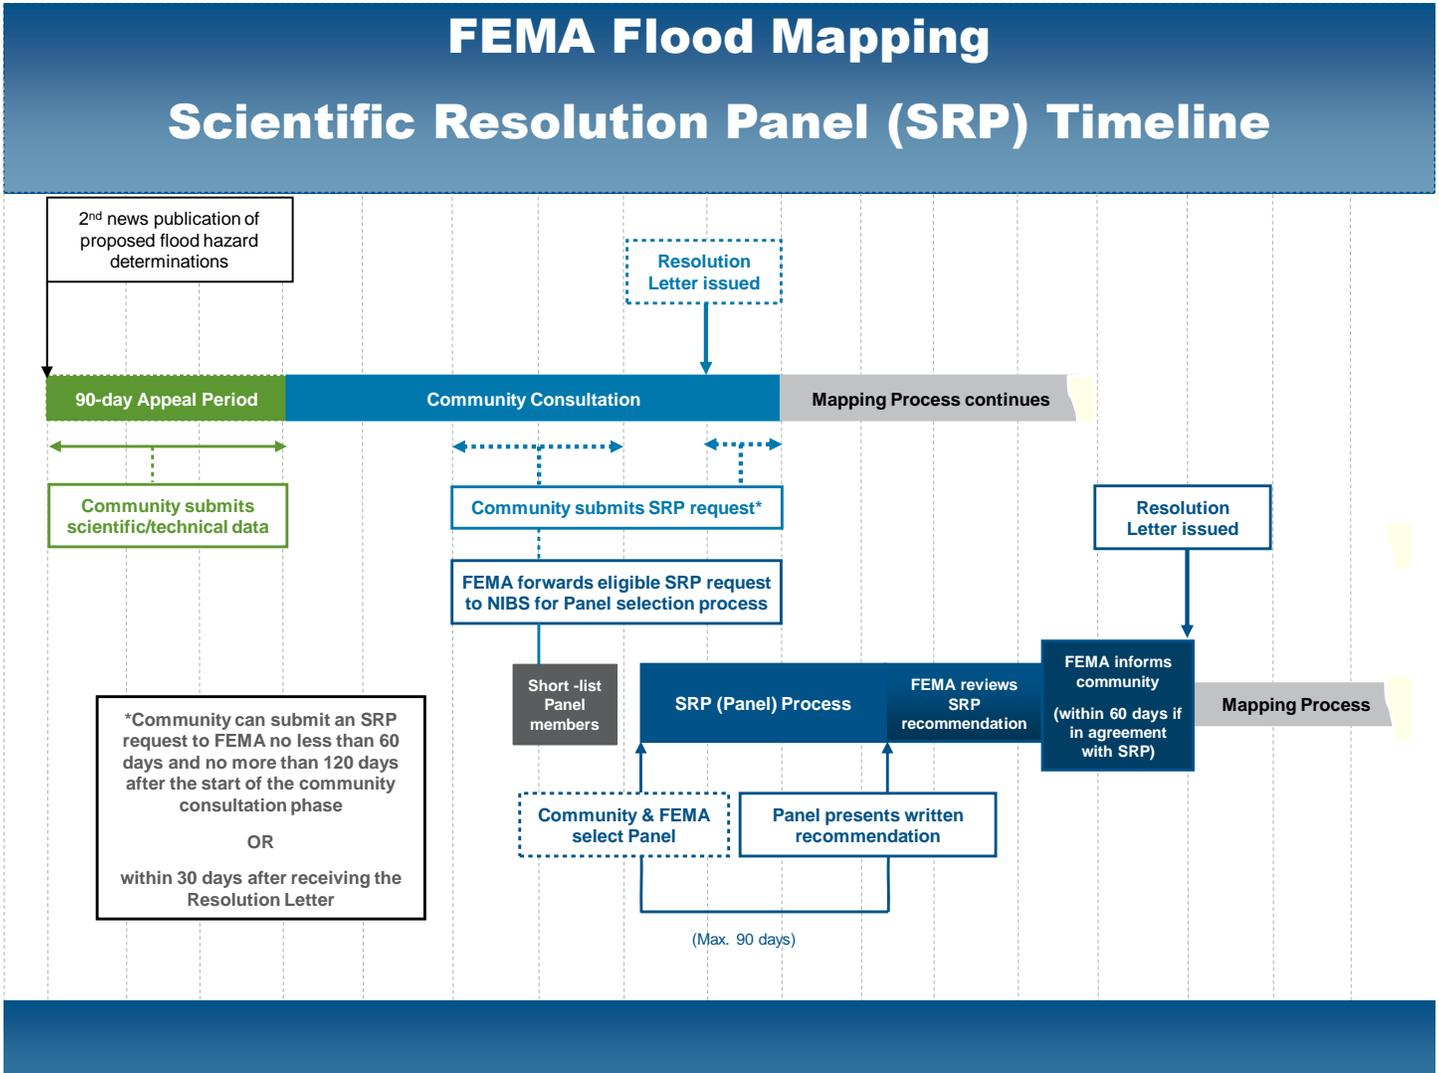 FEMA Flood Mapping
Scientific Resolution Panel (SRP) Timeline
2nd news publication of
proposed flood hazard
determinations
Resolution
Letter issued
90-day Appeal Period
Community Consultation
Mapping Process continues
Community submits
scientific/technical data
Community submits SRP request*
Resolution
Letter issued
FEMA forwards eligible SRP request
to NIBS for Panel selection process
Short -list
Panel
members
SRP (Panel) Process
FEMA reviews
SRP
recommendation
FEMA informs
community
(within 60 days if
in agreement
with SRP)
Mapping Process
*Community can submit an SRP
request to FEMA no less than 60
days and no more than 120 days
after the start of the community
consultation phase
OR
within 30 days after receiving the
Resolution Letter
Community & FEMA
select Panel
Panel presents written
recommendation
(Max. 90 days)